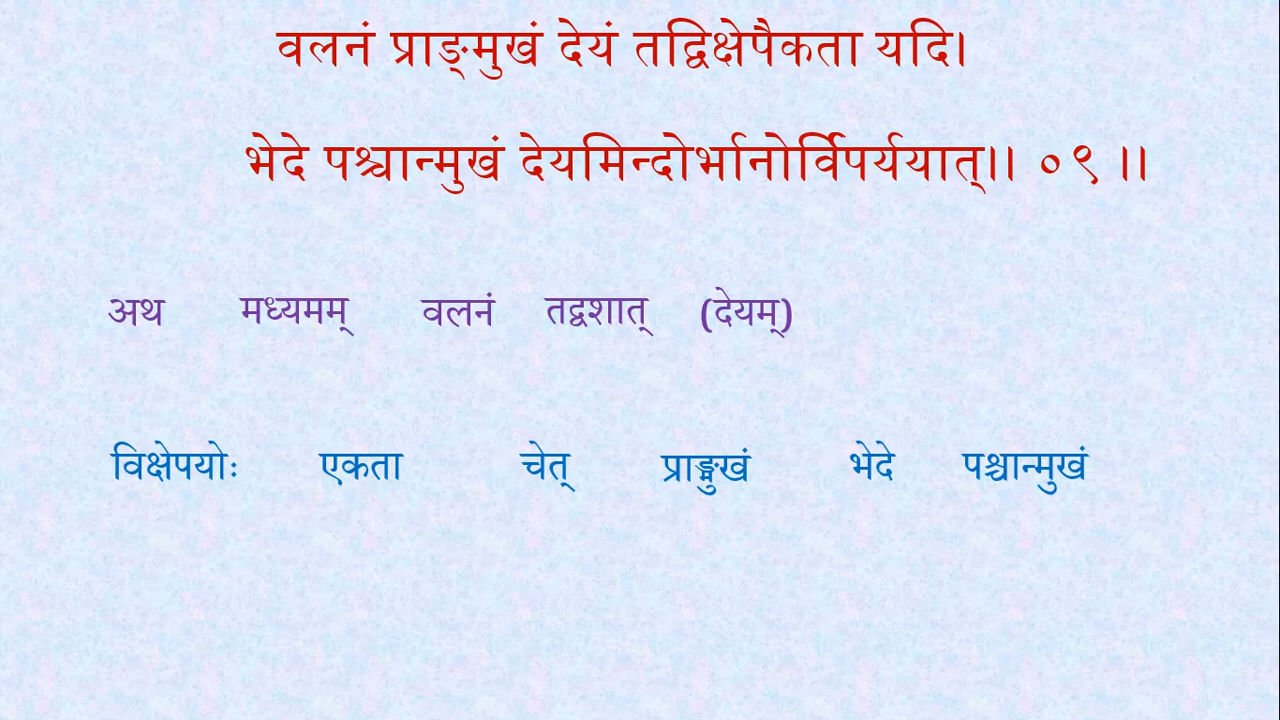 वलनं प्राङ्‌मुखं देयं तद्विक्षेपैकता यदि।
भेदे पश्चान्मुखं देयमिन्दोर्भानोर्विपर्ययात्।। ०९ ।।
अथ मध्यमम् वलनं तद्वशात् (देयम्)
विक्षेपयोः एकता चेत् प्राङ्मुखं भेदे पश्चान्मुखं